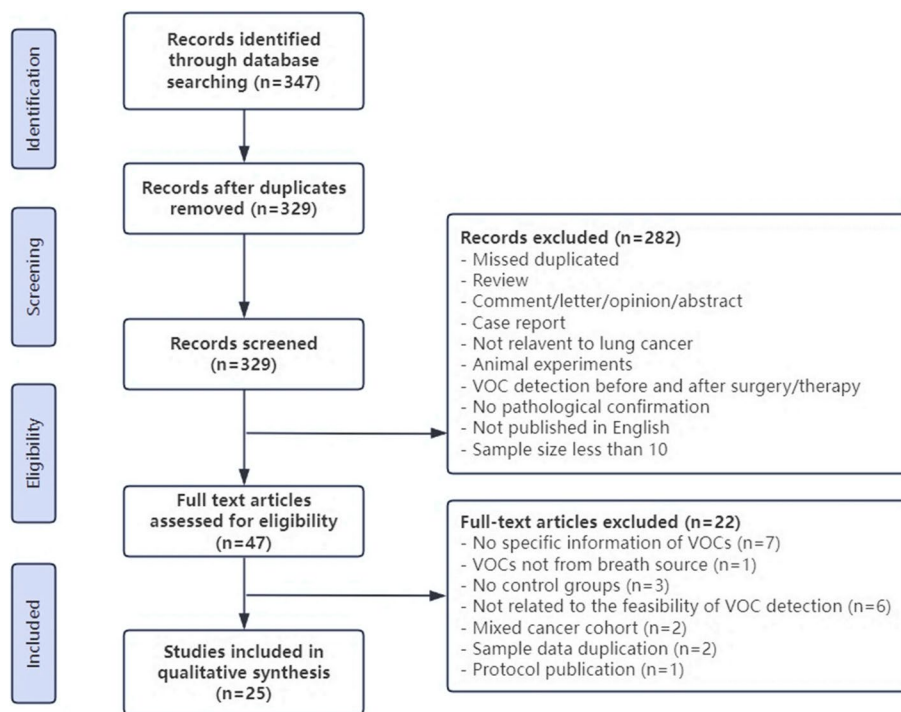 Identification
Records identified
through database
searching (n=347)
Records after duplicates
removed (n=329)
Screening
Records screened
(n=329)
Records excluded (n=282)
- Missed duplicated
- Review
- Comment/letter/opinion/abstract
- Case report
- Not relavent to lung cancer
- Animal experiments
- VOC detection before and after surgery/therapy
- No pathological confirmation
- Not published in English
- Sample size less than 10
Eligibility
Full text articles
assessed for eligibility
(n=47)
Full-text articles excluded (n=22)
- No specific information of VOCs (n=7)
- VOCs not from breath source (n=1)
- No control groups (n=3)
- Not related to the feasibility of VOC detection (n=6)
- Mixed cancer cohort (n=2)
- Sample data duplication (n=2)
- Protocol publication (n=1)
Included
Studies included in
qualitative synthesis
(n=25)